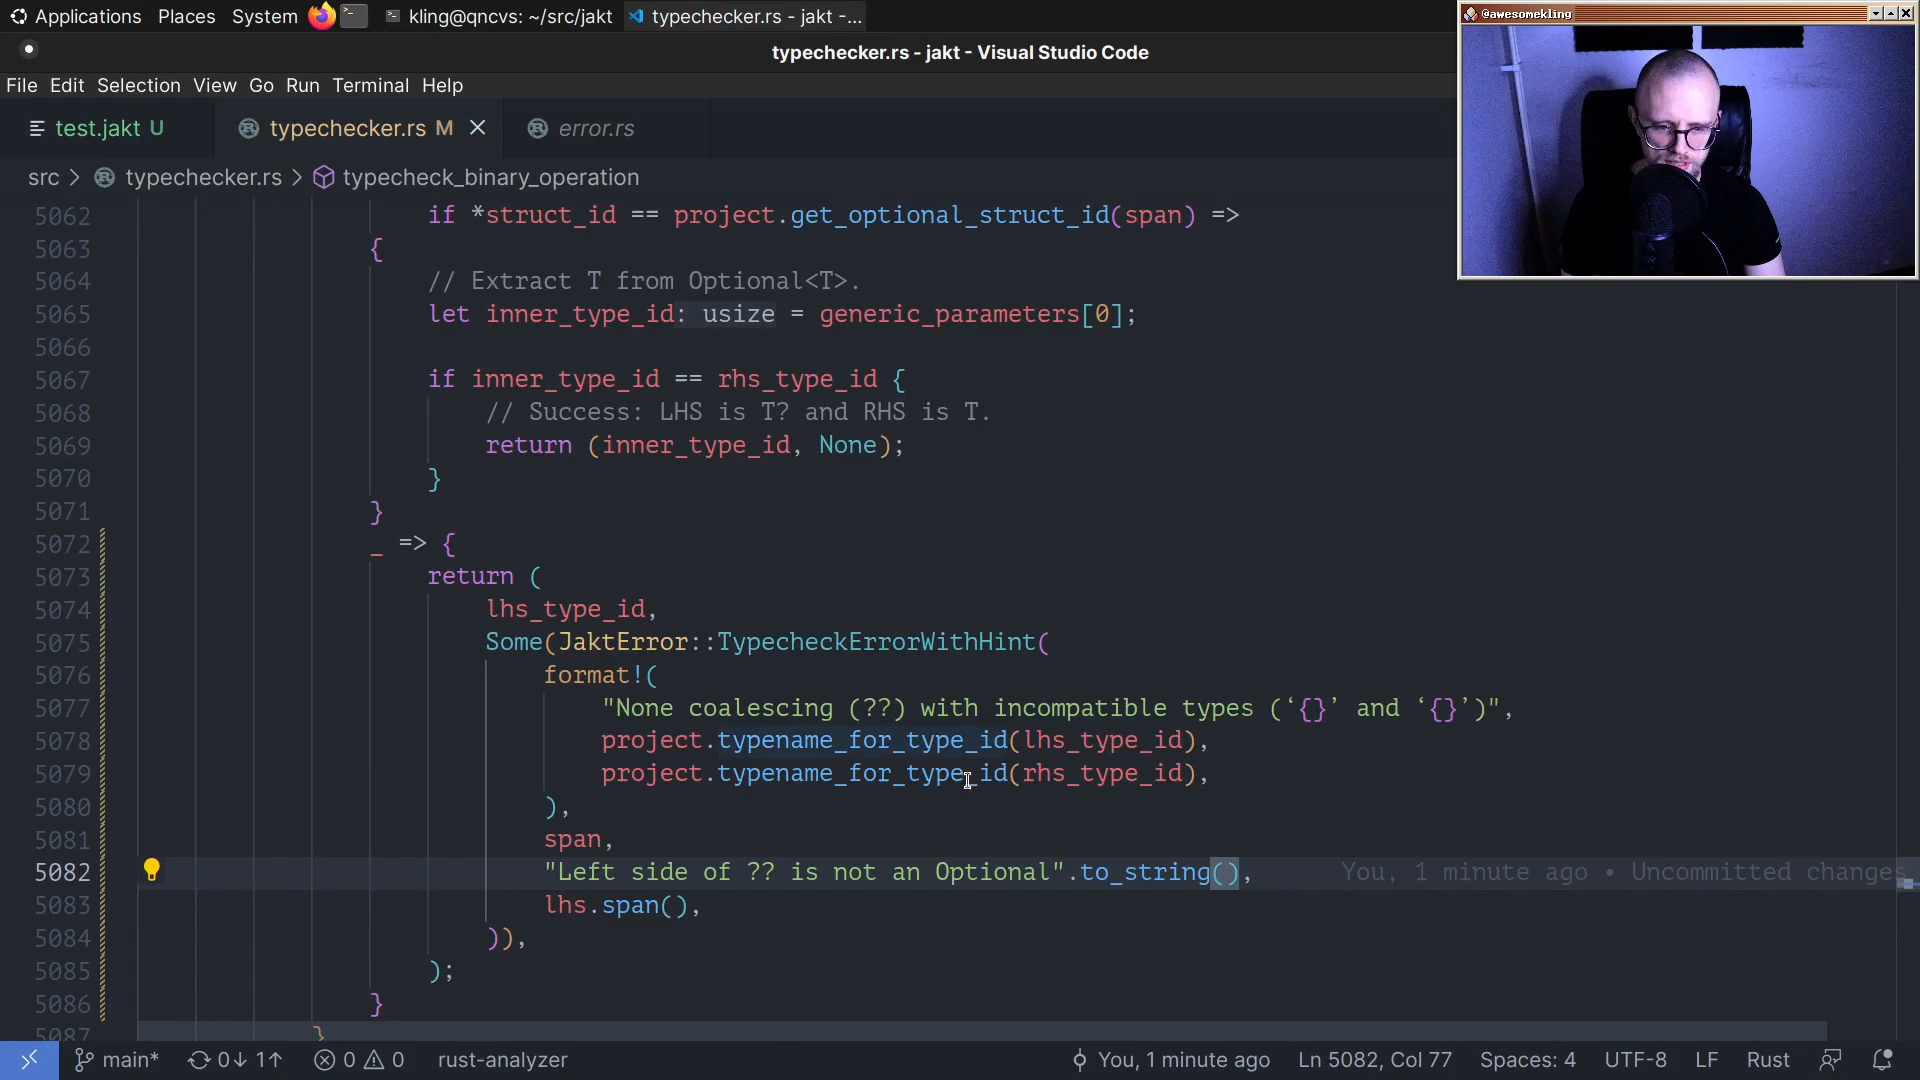 Applications Places System kling@qncvs: ~/src/jakt typechecker.rs - jakt -...
@awesomekling
typechecker.rs - jakt - Visual Studio Code
File Edit Selection View Go Run Terminal Help
test.jakt U typechecker.rs M error.rs
src > typechecker.rs > typecheck_binary_operation
5062 if *struct_id == project.get_optional_struct_id(span) =>
5063 {
5064 // Extract T from Optional<T>.
5065 let inner_type_id: usize = generic_parameters[0];
5066
5067 if inner_type_id == rhs_type_id {
5068 // Success: LHS is T? and RHS is T.
5069 return (inner_type_id, None);
5070 }
5071 }
5072 _ => {
5073 return (
5074 lhs_type_id,
5075 Some(JaktError::TypecheckErrorWithHint(
5076 format!(
5077 "None coalescing (??) with incompatible types (‘{}’ and ‘{}’)",
5078 project.typename_for_type_id(lhs_type_id),
5079 project.typename_for_type_id(rhs_type_id),
5080 ),
5081 span,
5082 "Left side of ?? is not an Optional".to_string(), You, 1 minute ago • Uncommitted changes
5083 lhs.span(),
5084 )),
5085 );
5086 }
5087 }
main* 0↓ 1↑ 0 0 rust-analyzer You, 1 minute ago Ln 5082, Col 77 Spaces: 4 UTF-8 LF Rust